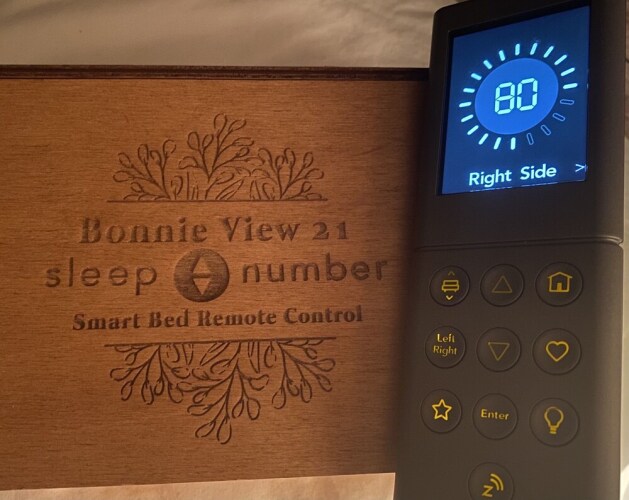 Bonnie View 21
sleep number
Smart Bed Remote Control
80
Right Side >
Left
Right
Enter
z